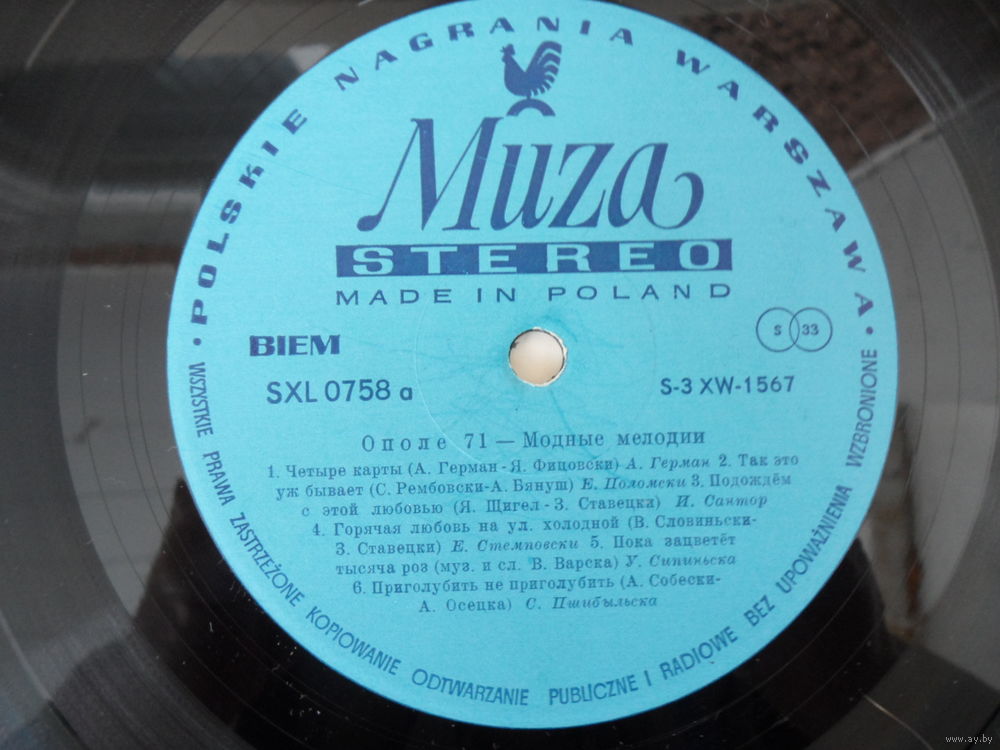 • POLSKIE NAGRANIA WARSZAWA •
Muza
STEREO
MADE IN POLAND
BIEM
S 33
SXL 0758 a
S-3 XW-1567
Ополе 71 — Модные мелодии
1. Четыре карты (А. Герман - Я. Фицовски) А. Герман 2. Так это
уж бывает (С. Рембовски-А. Бянуш) Е. Поломски 3. Подождём
с этой любовью (Я. Щигел - З. Ставецки) И. Сантор
4. Горячая любовь на ул. холодной (В. Словиньски-
З. Ставецки) Е. Стемповски 5. Пока зацветёт
тысяча роз (муз. и сл. В. Варска) У. Сипиньска
6. Приголубить не приголубить (А. Собески-
А. Осецка) С. Пшибыльска
WSZYSTKIE PRAWA ZASTRZEŻONE KOPIOWANIE ODTWARZANIE PUBLICZNE I RADIOWE BEZ UPOWAŻNIENIA WZBRONIONE
www.ay.by